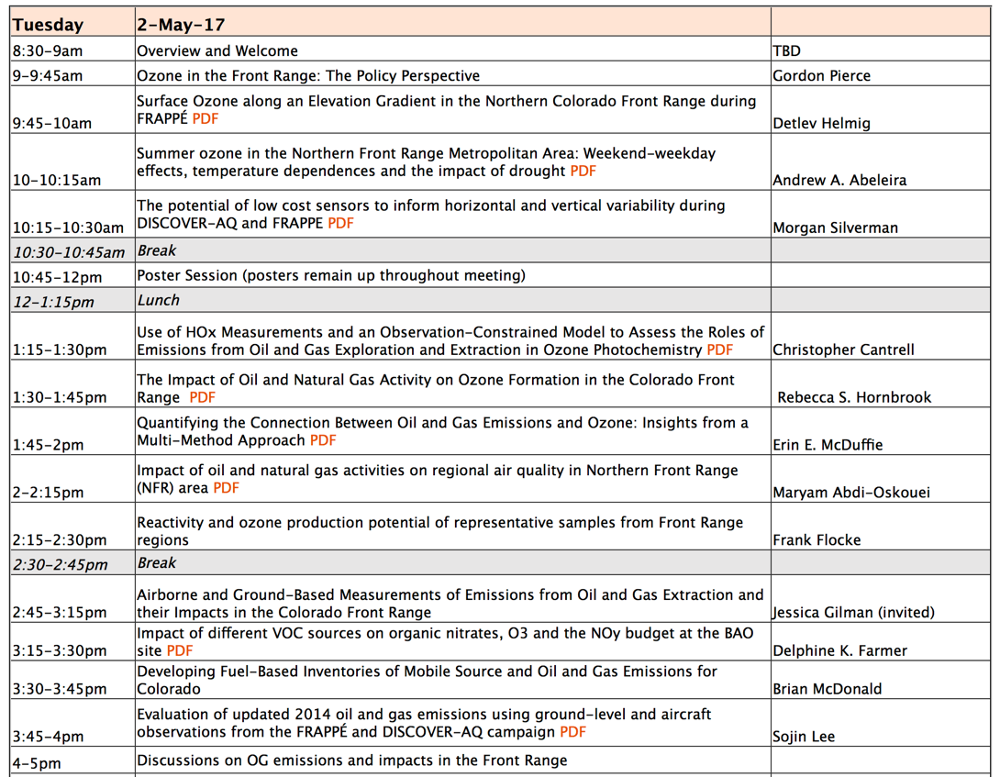 Tuesday 2-May-17
8:30-9am Overview and Welcome TBD
9-9:45am Ozone in the Front Range: The Policy Perspective Gordon Pierce
Surface Ozone along an Elevation Gradient in the Northern Colorado Front Range during
FRAPPÉ PDF
9:45-10am Detlev Helmig
Summer ozone in the Northern Front Range Metropolitan Area: Weekend-weekday
effects, temperature dependences and the impact of drought PDF
10-10:15am Andrew A. Abeleira
The potential of low cost sensors to inform horizontal and vertical variability during
DISCOVER-AQ and FRAPPE PDF
10:15-10:30am Morgan Silverman
10:30-10:45am Break
10:45-12pm Poster Session (posters remain up throughout meeting)
12-1:15pm Lunch
Use of HOx Measurements and an Observation-Constrained Model to Assess the Roles of
1:15-1:30pm Emissions from Oil and Gas Exploration and Extraction in Ozone Photochemistry PDF Christopher Cantrell
The Impact of Oil and Natural Gas Activity on Ozone Formation in the Colorado Front
1:30-1:45pm Range PDF Rebecca S. Hornbrook
Quantifying the Connection Between Oil and Gas Emissions and Ozone: Insights from a
Multi-Method Approach PDF
1:45-2pm Erin E. McDuffie
Impact of oil and natural gas activities on regional air quality in Northern Front Range
(NFR) area PDF
2-2:15pm Maryam Abdi-Oskouei
Reactivity and ozone production potential of representative samples from Front Range
2:15-2:30pm regions Frank Flocke
2:30-2:45pm Break
Airborne and Ground-Based Measurements of Emissions from Oil and Gas Extraction and
2:45-3:15pm their Impacts in the Colorado Front Range Jessica Gilman (invited)
Impact of different VOC sources on organic nitrates, O3 and the NOy budget at the BAO
3:15-3:30pm site PDF Delphine K. Farmer
Developing Fuel-Based Inventories of Mobile Source and Oil and Gas Emissions for
3:30-3:45pm Colorado Brian McDonald
Evaluation of updated 2014 oil and gas emissions using ground-level and aircraft
observations from the FRAPPÉ and DISCOVER-AQ campaign PDF
3:45-4pm Sojin Lee
4-5pm Discussions on OG emissions and impacts in the Front Range